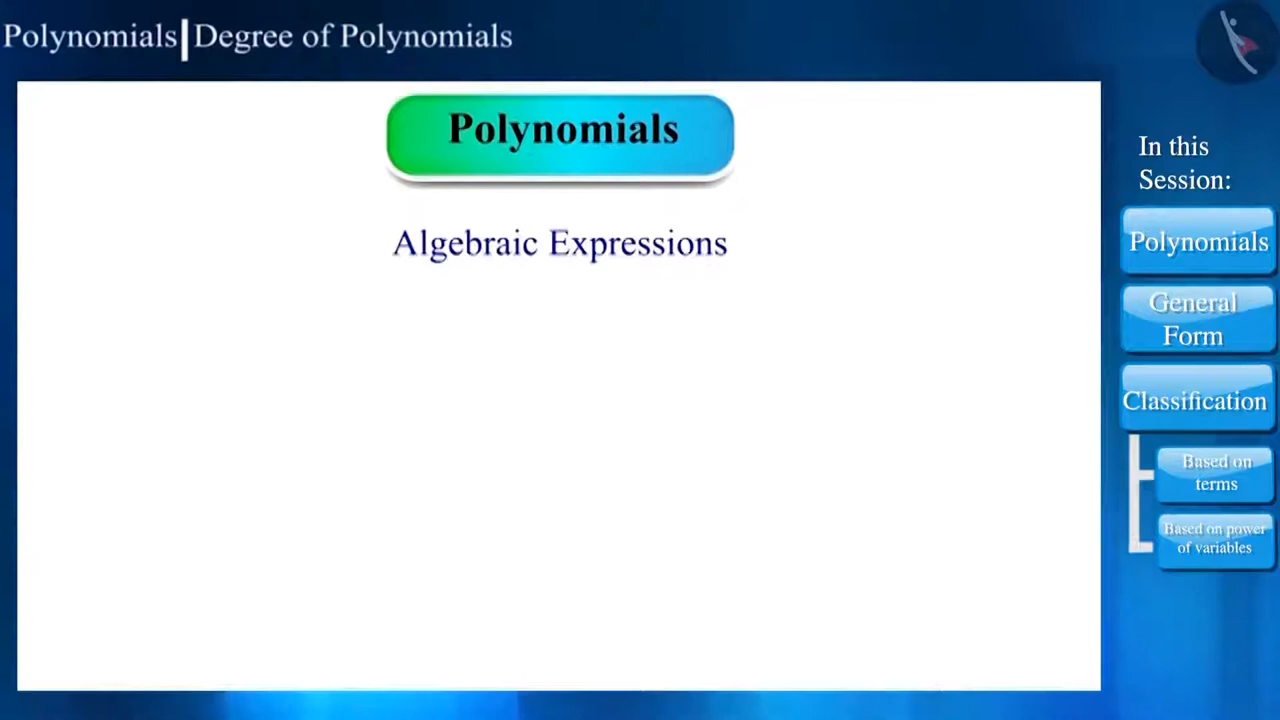 Polynomials|Degree of Polynomials
Polynomials
Algebraic Expressions
In this
Session:
Polynomials
General
Form
Classification
Based on
terms
Based on power
of variables